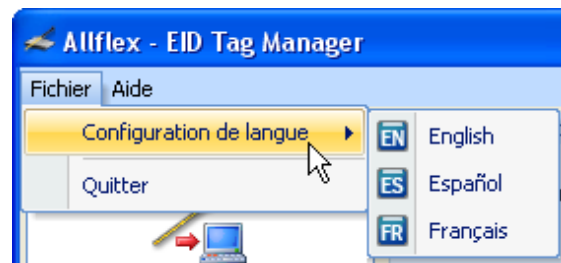 Allflex - EID Tag Manager
Fichier Aide
Configuration de langue
EN English
ES Español
Quitter
FR Français